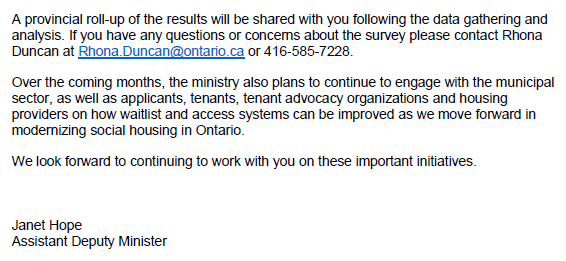 A provincial roll-up of the results will be shared with you following the data gathering and
analysis. If you have any questions or concerns about the survey please contact Rhona
Duncan at Rhona.Duncan@ontario.ca or 416-585-7228.
Over the coming months, the ministry also plans to continue to engage with the municipal
sector, as well as applicants, tenants, tenant advocacy organizations and housing
providers on how waitlist and access systems can be improved as we move forward in
modernizing social housing in Ontario.
We look forward to continuing to work with you on these important initiatives.
Janet Hope
Assistant Deputy Minister